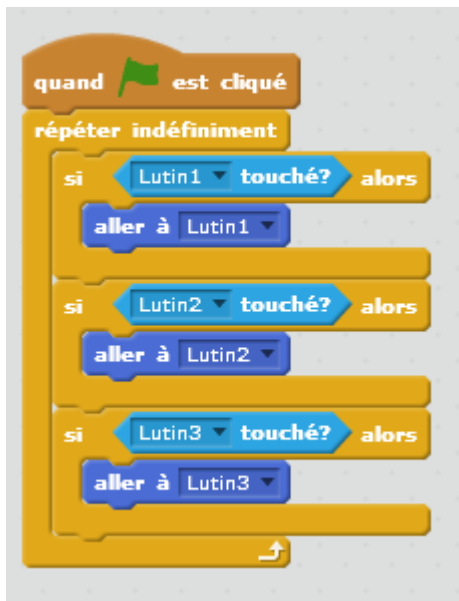 quand est cliqué
répéter indéfiniment
si Lutin1 touché? alors
aller à Lutin1
si Lutin2 touché? alors
aller à Lutin2
si Lutin3 touché? alors
aller à Lutin3